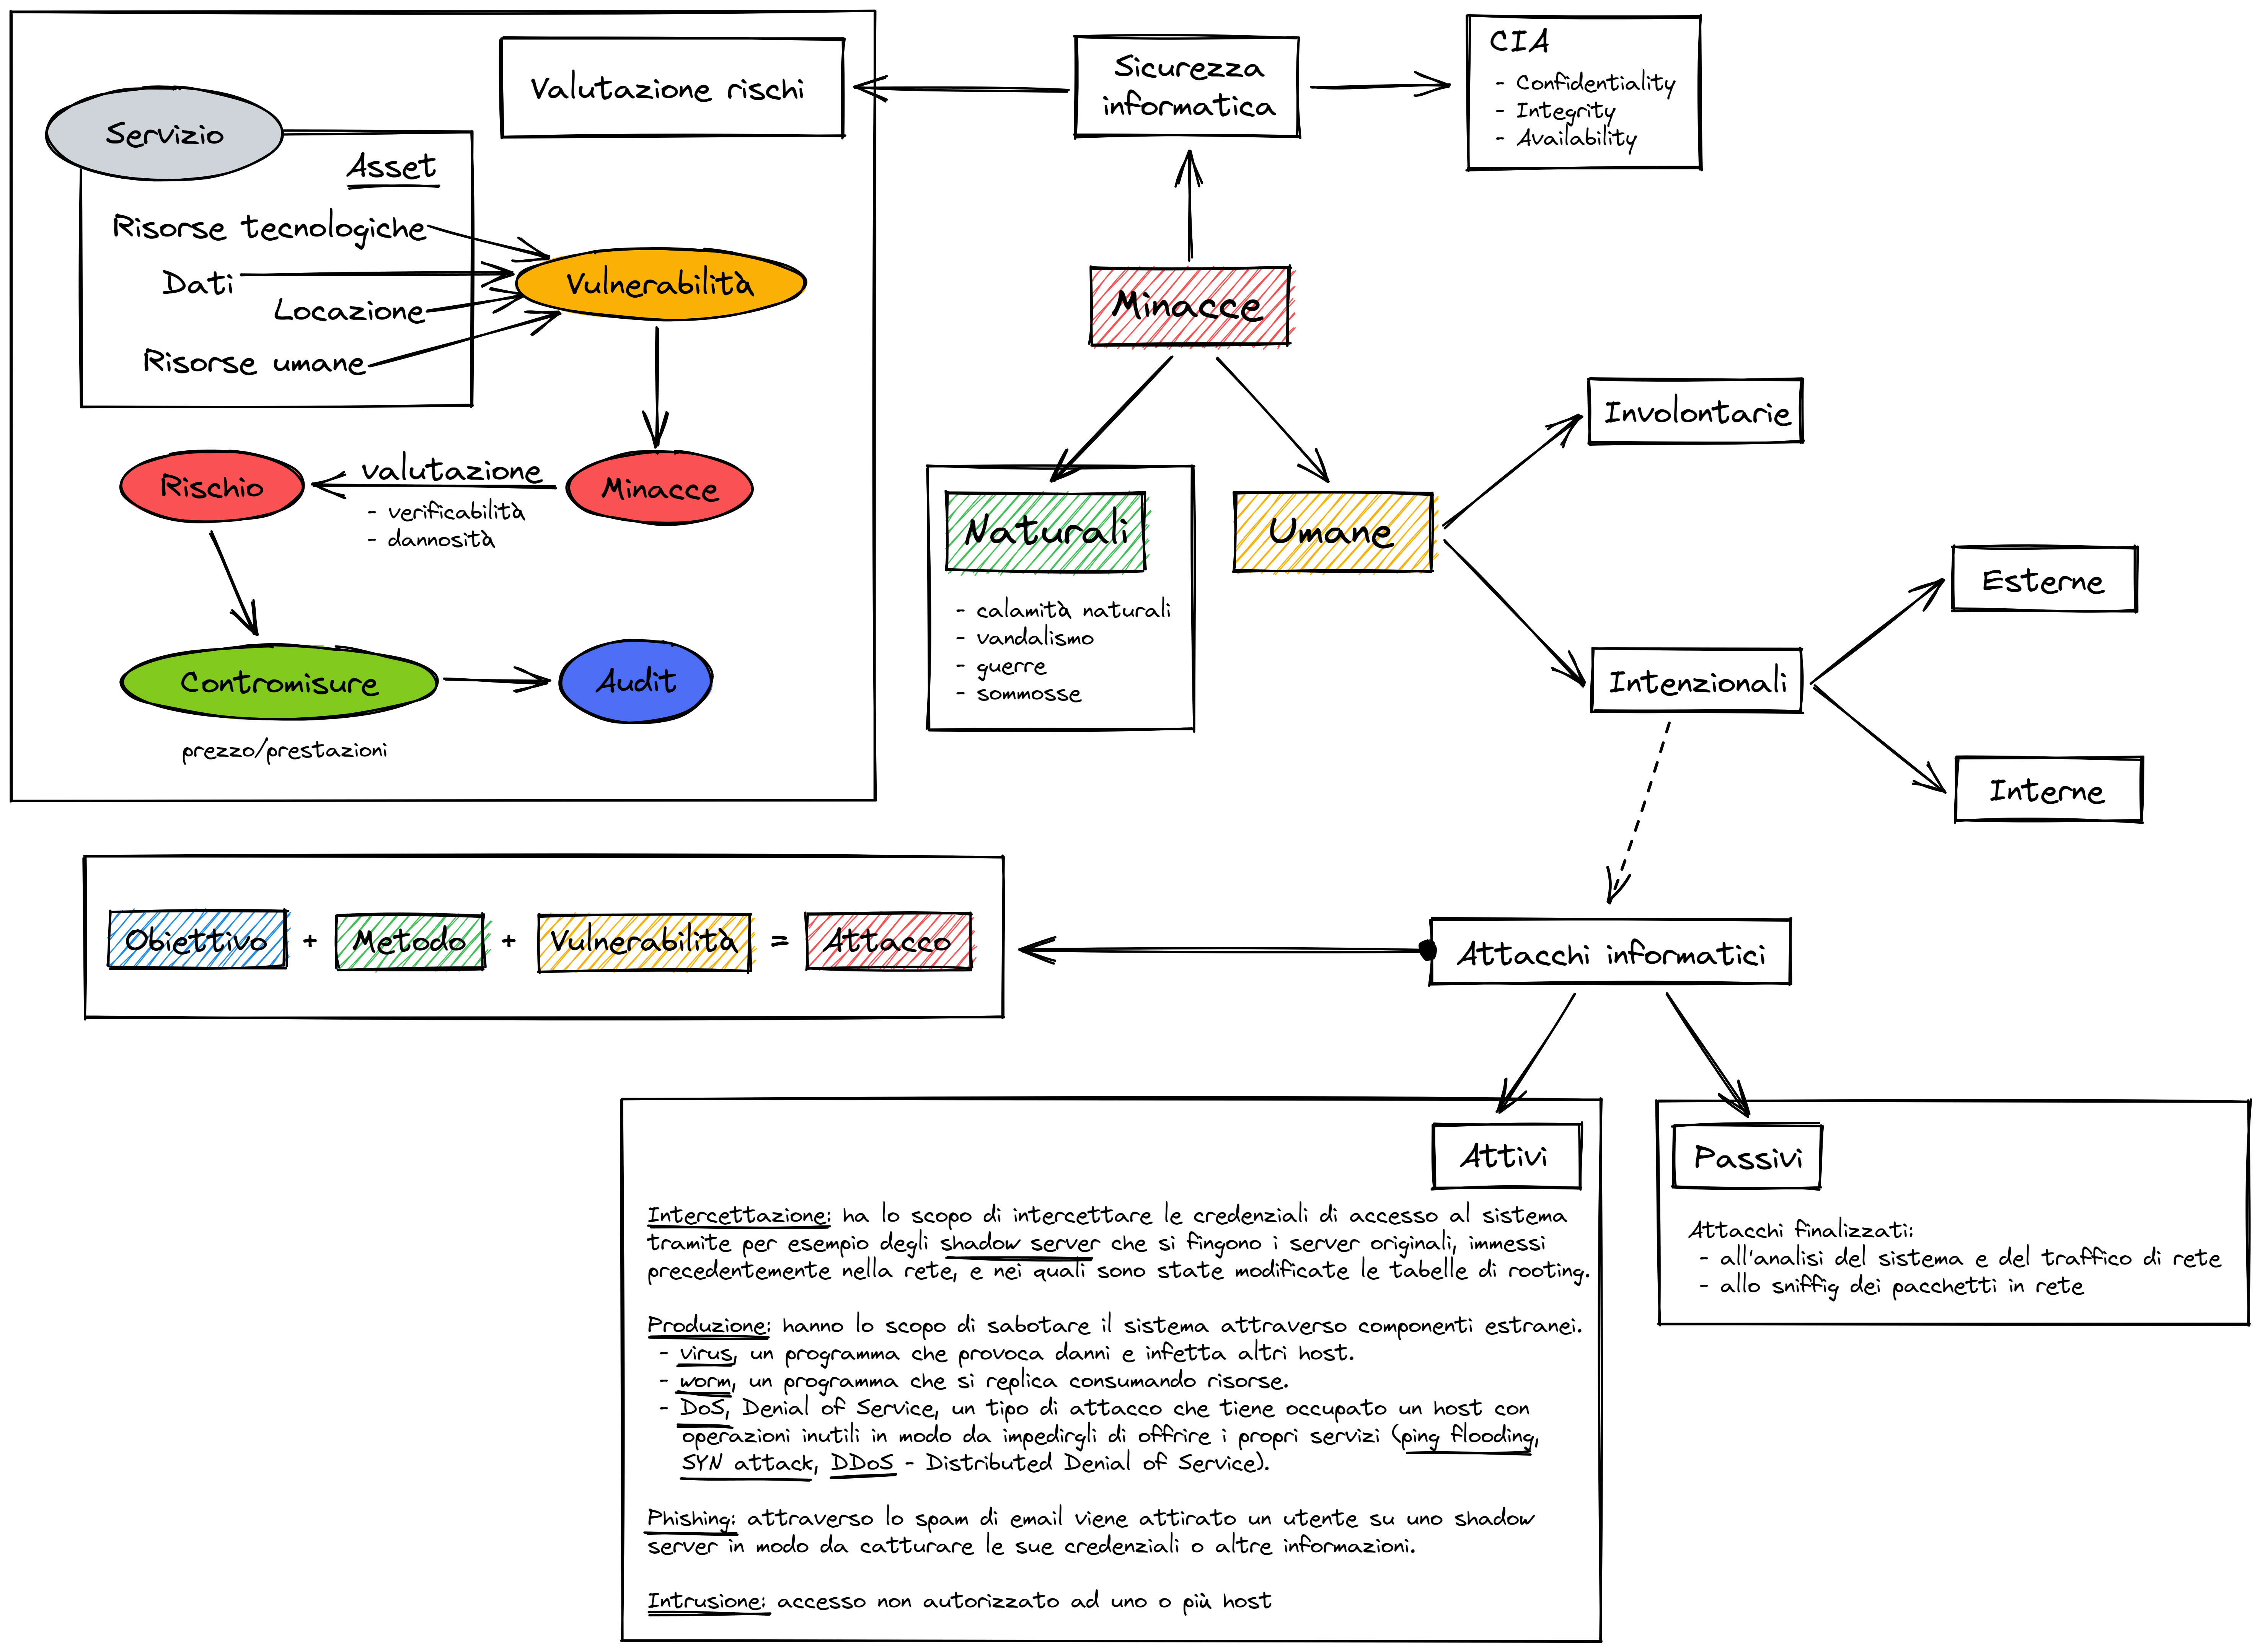 Valutazione rischi
Servizio
Asset
Risorse tecnologiche
Dati
Locazione
Risorse umane
Vulnerabilità
Minacce
valutazione
- verificabilità
- dannosità
Rischio
Contromisure
prezzo/prestazioni
Audit
Sicurezza
informatica
CIA
- Confidentiality
- Integrity
- Availability
Minacce
Naturali
- calamità naturali
- vandalismo
- guerre
- sommosse
Umane
Involontarie
Intenzionali
Esterne
Interne
Obiettivo + Metodo + Vulnerabilità = Attacco
Attacchi informatici
Attivi
Intercettazione: ha lo scopo di intercettare le credenziali di accesso al sistema
tramite per esempio degli shadow server che si fingono i server originali, immessi
precedentemente nella rete, e nei quali sono state modificate le tabelle di rooting.
Produzione: hanno lo scopo di sabotare il sistema attraverso componenti estranei.
- virus, un programma che provoca danni e infetta altri host.
- worm, un programma che si replica consumando risorse.
- DoS, Denial of Service, un tipo di attacco che tiene occupato un host con
operazioni inutili in modo da impedirgli di offrire i propri servizi (ping flooding,
SYN attack, DDoS - Distributed Denial of Service).
Phishing: attraverso lo spam di email viene attirato un utente su uno shadow
server in modo da catturare le sue credenziali o altre informazioni.
Intrusione: accesso non autorizzato ad uno o più host
Passivi
Attacchi finalizzati:
- all'analisi del sistema e del traffico di rete
- allo sniffig dei pacchetti in rete